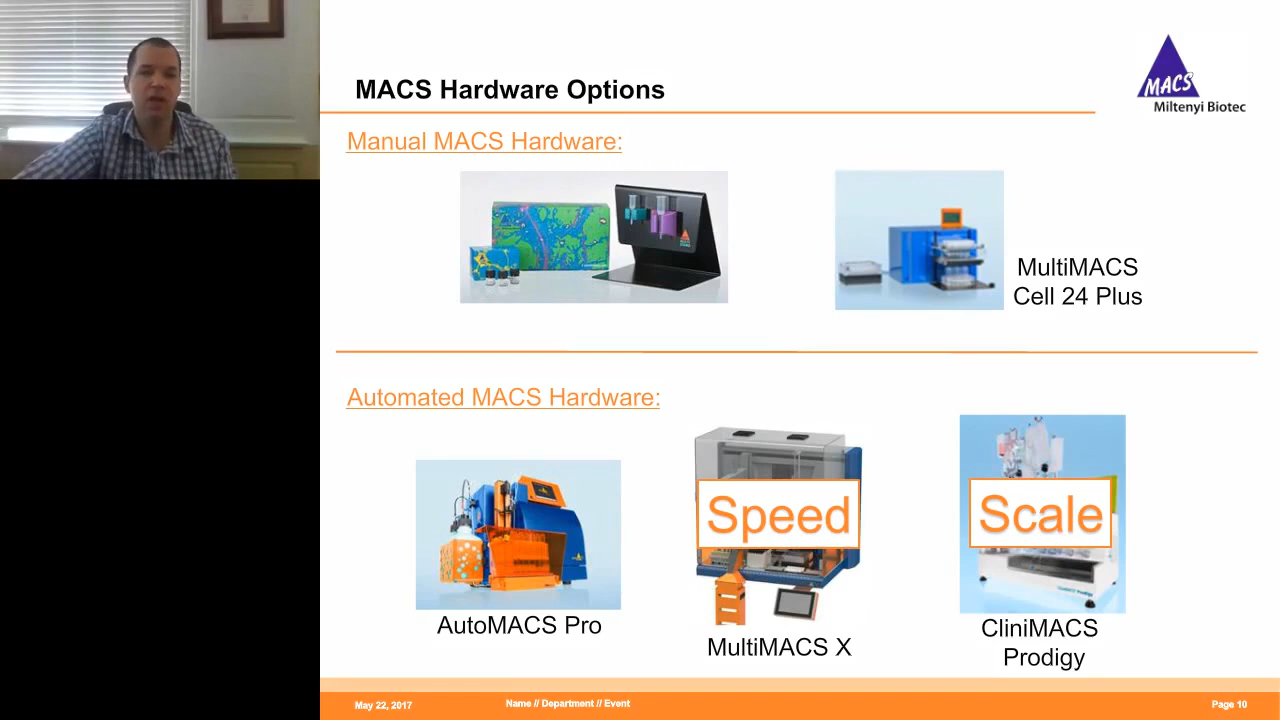 MACS Hardware Options
MACS
Miltenyi Biotec
Manual MACS Hardware:
MultiMACS
Cell 24 Plus
Automated MACS Hardware:
Speed
Scale
AutoMACS Pro
MultiMACS X
CliniMACS
Prodigy
May 22, 2017
Name // Department // Event
Page 10